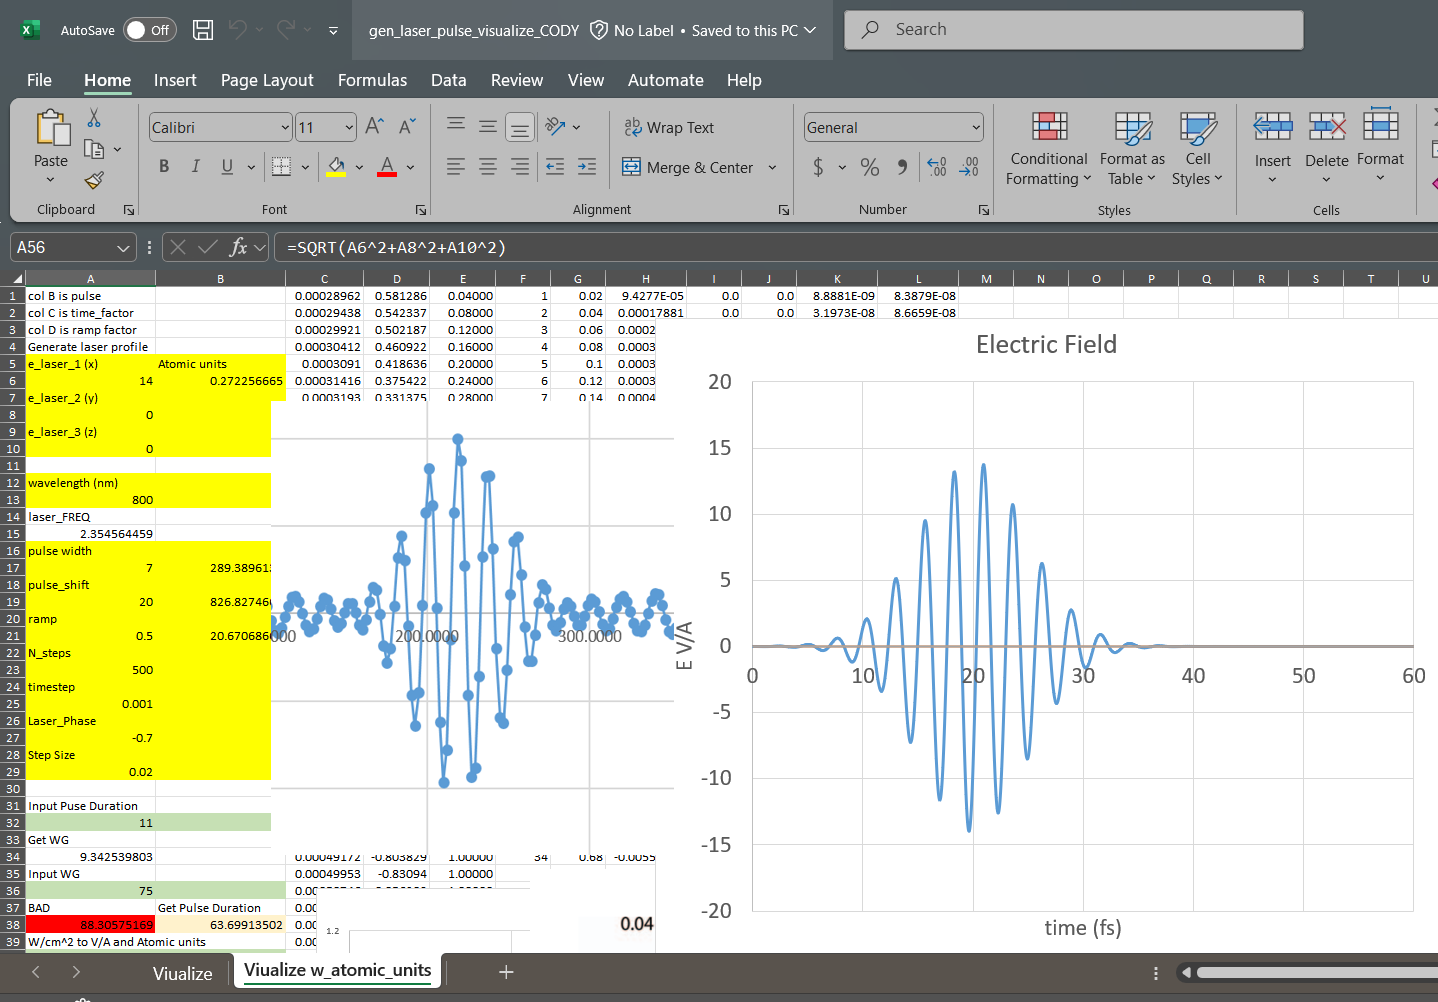 AutoSave Off gen_laser_pulse_visualize_CODY No Label • Saved to this PC Search
File Home Insert Page Layout Formulas Data Review View Automate Help
Paste Calibri 11 Wrap Text General Conditional Formatting Format as Table Cell Styles Insert Delete Format
B I U Merge & Center $ %
Clipboard Font Alignment Number Styles Cells
A56 fx =SQRT(A6^2+A8^2+A10^2)
A B C D E F G H I J K L M N O P Q R S T U
1 col B is pulse 0.00028962 0.581286 0.04000 1 0.02 9.4277E-05 0.0 0.0 8.8881E-09 8.3879E-08
2 col C is time_factor 0.00029438 0.542337 0.08000 2 0.04 0.00017881 0.0 0.0 3.1973E-08 8.6659E-08
3 col D is ramp factor 0.00029921 0.502187 0.12000 3 0.06 0.0002
4 Generate laser profile 0.00030412 0.460922 0.16000 4 0.08 0.0003
5 e_laser_1 (x) Atomic units 0.0003091 0.418636 0.20000 5 0.1 0.0003
6 14 0.272256665 0.00031416 0.375422 0.24000 6 0.12 0.0003
7 e_laser_2 (y) 0.0003193 0.331375 0.28000 7 0.14 0.0004
8 0
9 e_laser_3 (z)
10 0
11
12 wavelength (nm)
13 800
14 laser_FREQ
15 2.354564459
16 pulse width
17 7 289.38961
18 pulse_shift
19 20 826.82746
20 ramp
21 0.5 20.670686
22 N_steps
23 500
24 timestep
25 0.001
26 Laser_Phase
27 -0.7
28 Step Size
29 0.02
30
31 Input Puse Duration
32 11
33 Get WG
34 9.342539803 0.00049172 -0.803829 1.00000 34 0.68 -0.0055
35 Input WG 0.00049953 -0.83094 1.00000
36 75 0.00
37 BAD Get Pulse Duration 0.00
38 88.30575169 63.69913502 0.00
39 W/cm^2 to V/A and Atomic units 0.00
000 200.0000 300.0000
1.2
0.04
Electric Field
20
15
10
5
0
-5
-10
-15
-20
E V/A
0 10 20 30 40 50 60
time (fs)
Viualize Viualize w_atomic_units